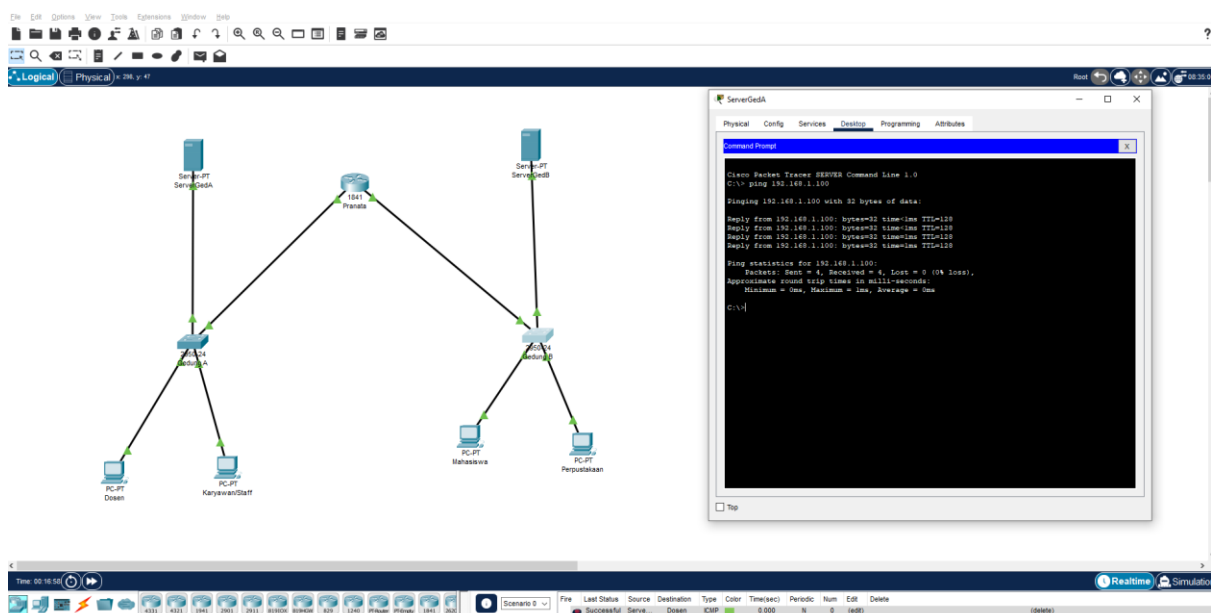 File Edit Options View Tools Extensions Window Help
?
Logical Physical x: 298, y: 47 Root 08:35:0
ServerGedA
Physical Config Services Desktop Programming Attributes
Command Prompt X
Cisco Packet Tracer SERVER Command Line 1.0
C:\> ping 192.168.1.100
Pinging 192.168.1.100 with 32 bytes of data:
Reply from 192.168.1.100: bytes=32 time<1ms TTL=128
Reply from 192.168.1.100: bytes=32 time<1ms TTL=128
Reply from 192.168.1.100: bytes=32 time=1ms TTL=128
Reply from 192.168.1.100: bytes=32 time=1ms TTL=128
Ping statistics for 192.168.1.100:
Packets: Sent = 4, Received = 4, Lost = 0 (0% loss),
Approximate round trip times in milli-seconds:
Minimum = 0ms, Maximum = 1ms, Average = 0ms
C:\>
Top
Server-PT
ServerGedA
Server-PT
ServerGedB
1841
Pranata
2950-24
Gedung A
2950-24
Gedung B
PC-PT
Dosen
PC-PT
Karyawan/Staff
PC-PT
Mahasiswa
PC-PT
Perpustakaan
Time: 00:16:58 Realtime Simulation
4331 4321 1941 2901 2911 819IOX 819HGW 829 1240 PT-Router PT-Empty 1841
Scenario 0
Fire Last Status Source Destination Type Color Time(sec) Periodic Num Edit Delete
Successful Serve... Dosen ICMP 0.000 N 0 (edit) (delete)